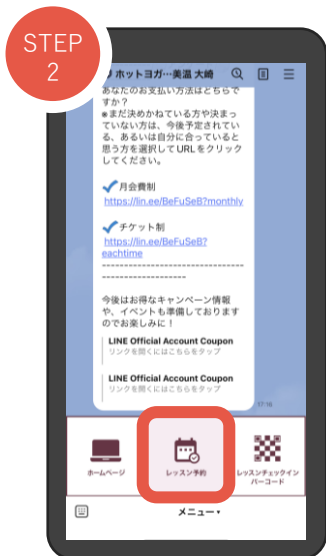 STEP
2
ホットヨガ…美温 大崎
あなたのお支払い方法はどちらで
すか？
※まだ決めかねている方や決まっ
ていない方は、今後予定されてい
る、あるいは自分に合っていると
思う方を選択してURLをクリック
してください。
✔月会費制
https://lin.ee/BeFuSeB?monthly
✔チケット制
https://lin.ee/BeFuSeB?
eachtime
--------------------------------
-------------------
今後はお得なキャンペーン情報
や、イベントも準備しております
のでお楽しみに！
LINE Official Account Coupon
リンクを開くにはこちらをタップ
LINE Official Account Coupon
リンクを開くにはこちらをタップ
17:18
ホームページ
レッスン予約
レッスンチェックイン
バーコード
メニュー▾